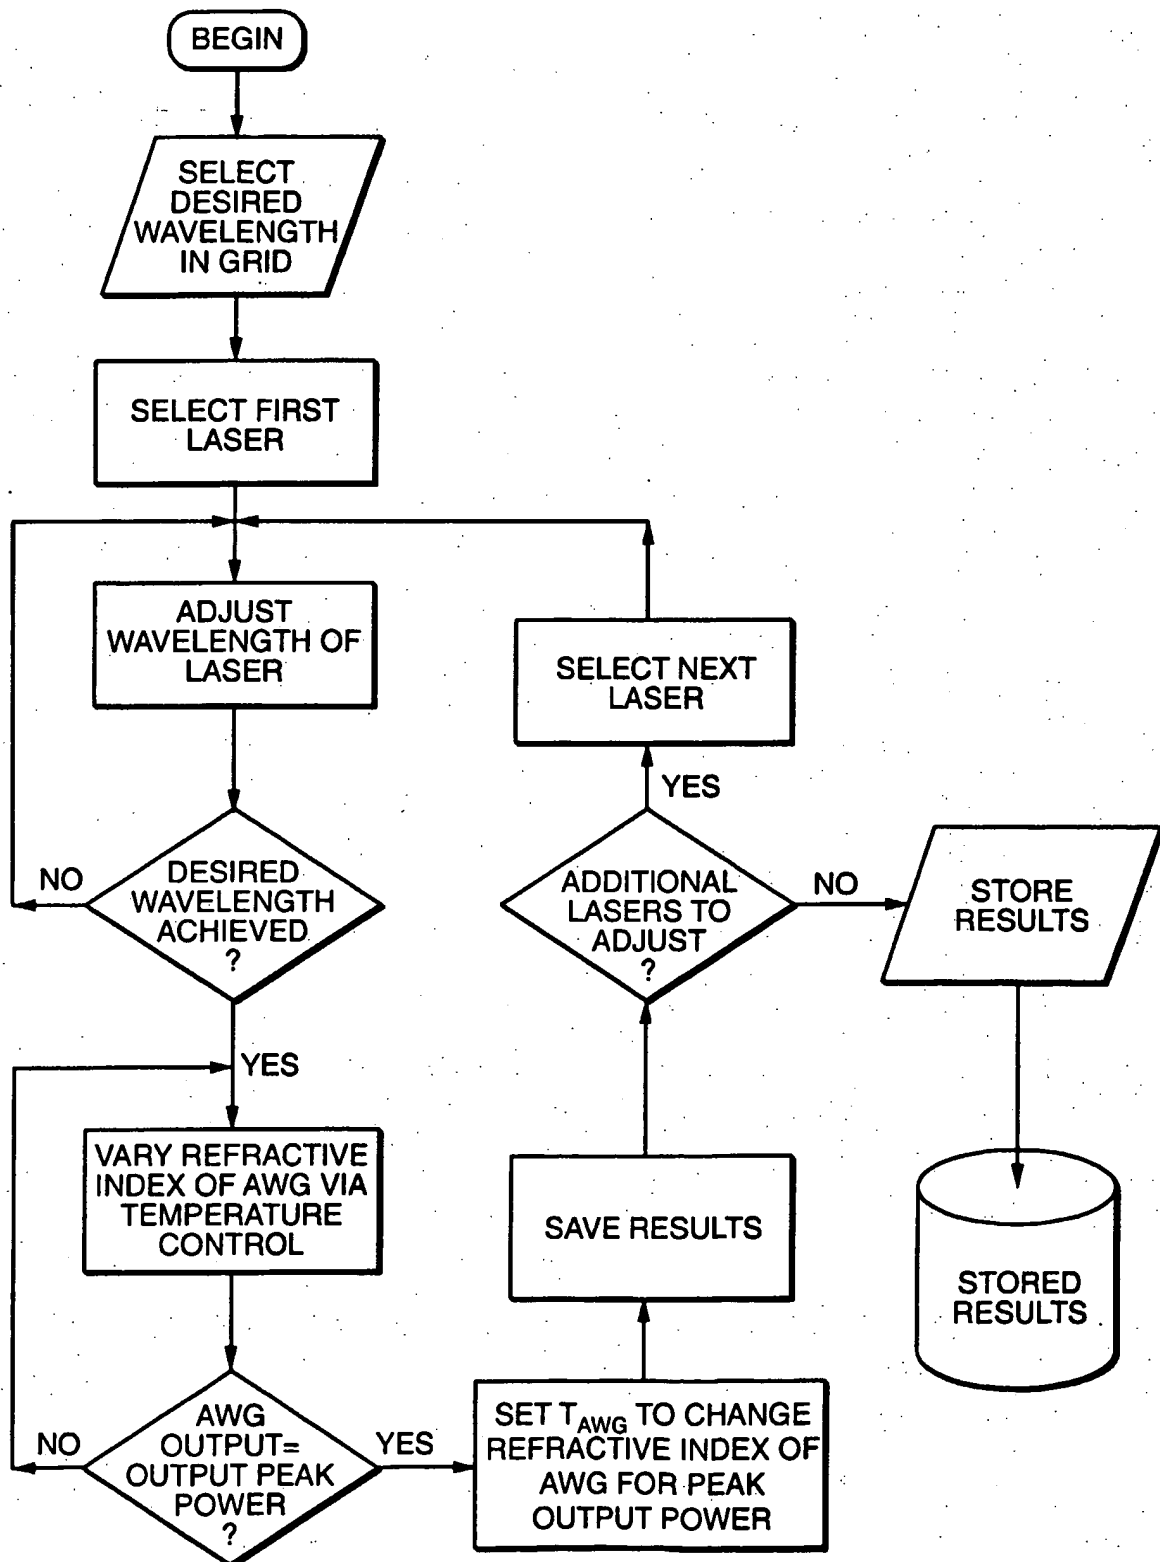 BEGIN
SELECT
DESIRED
WAVELENGTH
IN GRID
SELECT FIRST
LASER
ADJUST
WAVELENGTH OF
LASER
SELECT NEXT
LASER
YES
NO
DESIRED
WAVELENGTH
ACHIEVED
?
ADDITIONAL
LASERS TO
ADJUST
?
NO
STORE
RESULTS
YES
VARY REFRACTIVE
INDEX OF AWG VIA
TEMPERATURE
CONTROL
SAVE RESULTS
STORED
RESULTS
NO
AWG
OUTPUT=
OUTPUT PEAK
POWER
?
YES
SET TAWG TO CHANGE
REFRACTIVE INDEX OF
AWG FOR PEAK
OUTPUT POWER